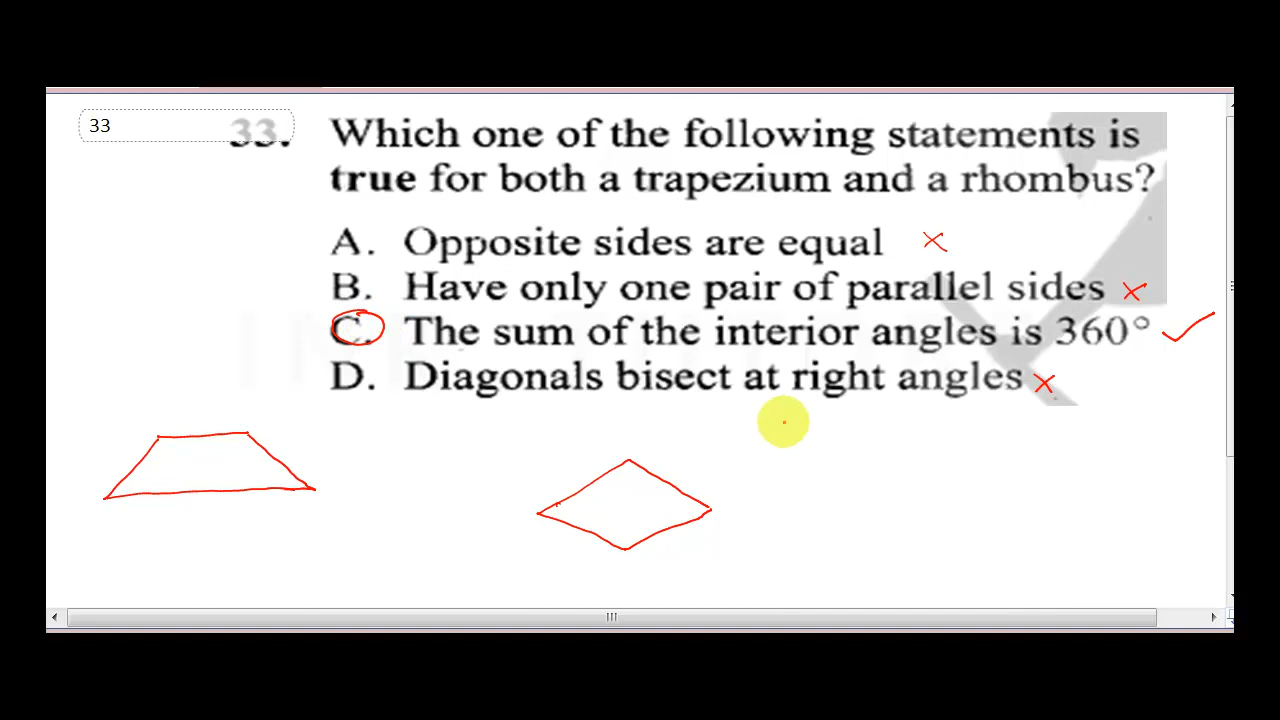 33
33. Which one of the following statements is
true for both a trapezium and a rhombus?
A. Opposite sides are equal
B. Have only one pair of parallel sides
C. The sum of the interior angles is 360°
D. Diagonals bisect at right angles